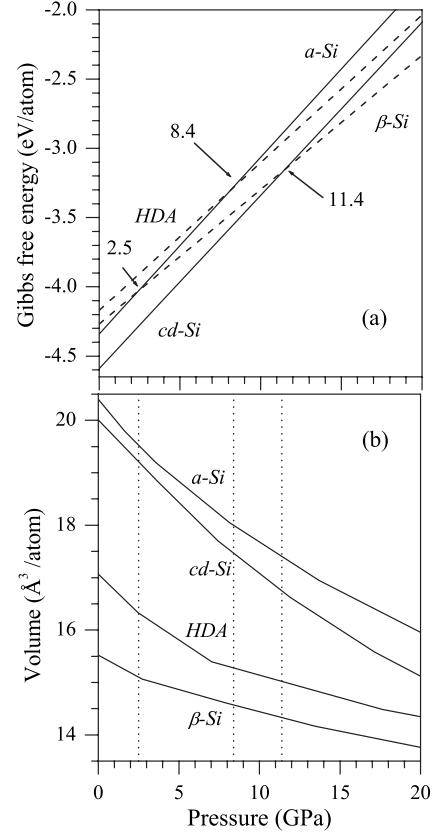 -2.0
a-Si
-2.5
β-Si
8.4
-3.0
11.4
-3.5
HDA
2.5
-4.0
(a)
cd-Si
-4.5
Gibbs free energy (eV/atom)
20
(b)
a-Si
18
cd-Si
HDA
16
β-Si
14
Volume (Å³/atom)
0 5 10 15 20
Pressure (GPa)